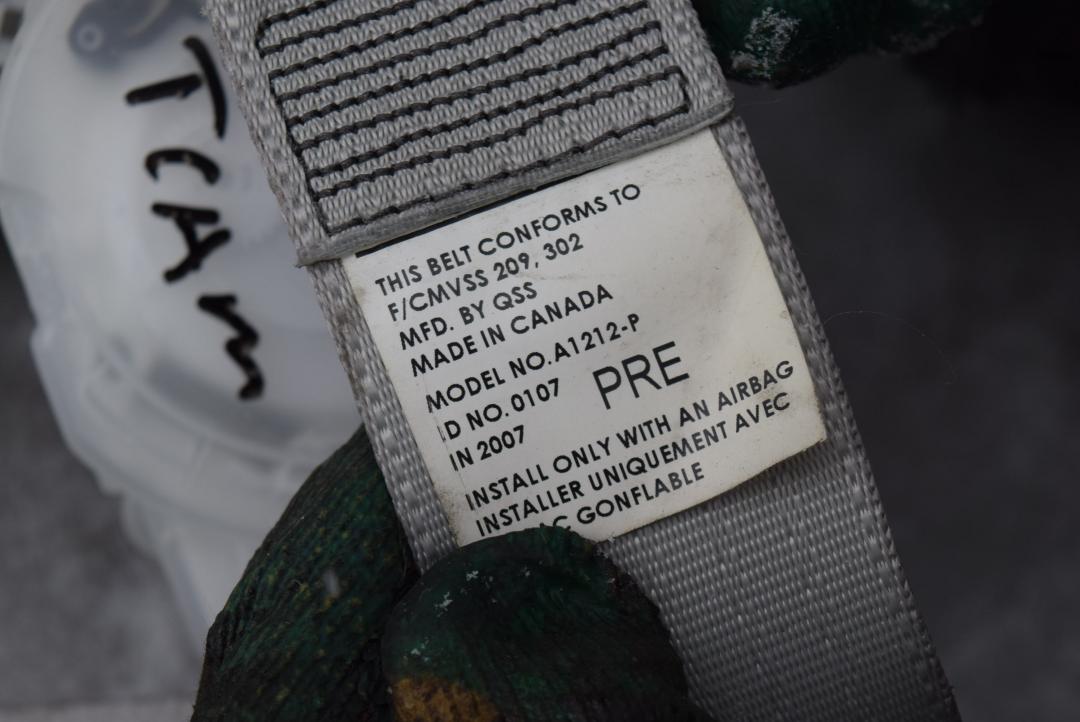 THIS BELT CONFORMS TO
F/CMVSS 209, 302
MFD. BY QSS
MADE IN CANADA
MODEL NO. A1212-P
I.D NO. 0107 PRE
IN 2007
INSTALL ONLY WITH AN AIRBAG
INSTALLER UNIQUEMENT AVEC
GONFLABLE
T CAM